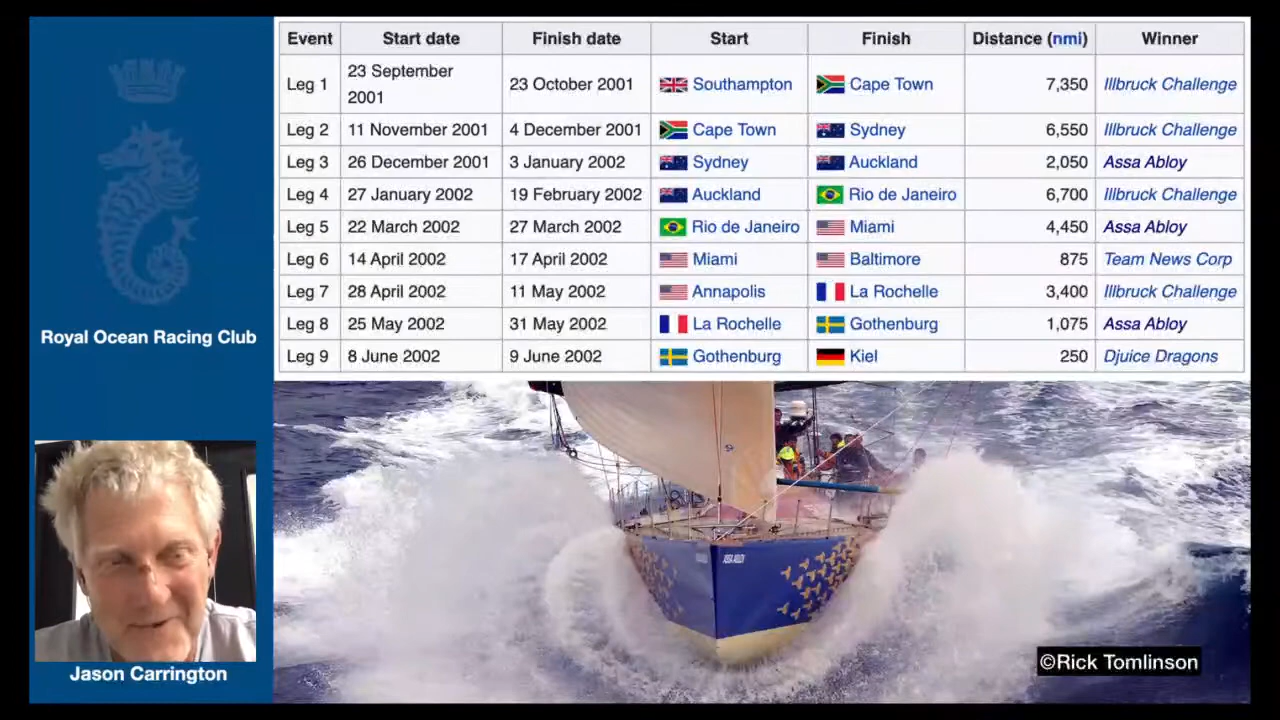 Event Start date Finish date Start Finish Distance (nmi) Winner
Leg 1 23 September 2001 23 October 2001 Southampton Cape Town 7,350 Illbruck Challenge
Leg 2 11 November 2001 4 December 2001 Cape Town Sydney 6,550 Illbruck Challenge
Leg 3 26 December 2001 3 January 2002 Sydney Auckland 2,050 Assa Abloy
Leg 4 27 January 2002 19 February 2002 Auckland Rio de Janeiro 6,700 Illbruck Challenge
Leg 5 22 March 2002 27 March 2002 Rio de Janeiro Miami 4,450 Assa Abloy
Leg 6 14 April 2002 17 April 2002 Miami Baltimore 875 Team News Corp
Leg 7 28 April 2002 11 May 2002 Annapolis La Rochelle 3,400 Illbruck Challenge
Leg 8 25 May 2002 31 May 2002 La Rochelle Gothenburg 1,075 Assa Abloy
Leg 9 8 June 2002 9 June 2002 Gothenburg Kiel 250 Djuice Dragons
Royal Ocean Racing Club
Jason Carrington
ASSA ABLOY
©Rick Tomlinson